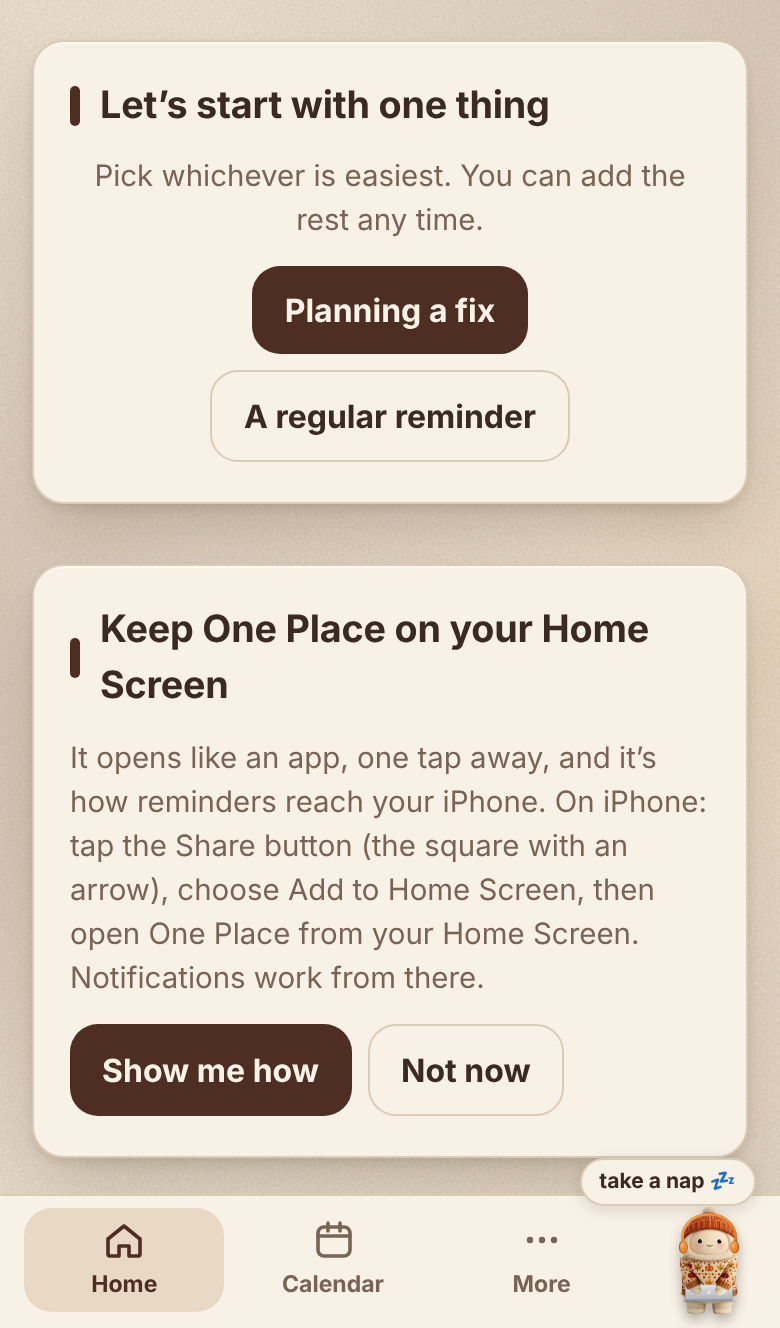 Let’s start with one thing
Pick whichever is easiest. You can add the
rest any time.
Planning a fix
A regular reminder
Keep One Place on your Home
Screen
It opens like an app, one tap away, and it’s
how reminders reach your iPhone. On iPhone:
tap the Share button (the square with an
arrow), choose Add to Home Screen, then
open One Place from your Home Screen.
Notifications work from there.
Show me how
Not now
take a nap 💤
Home
Calendar
More